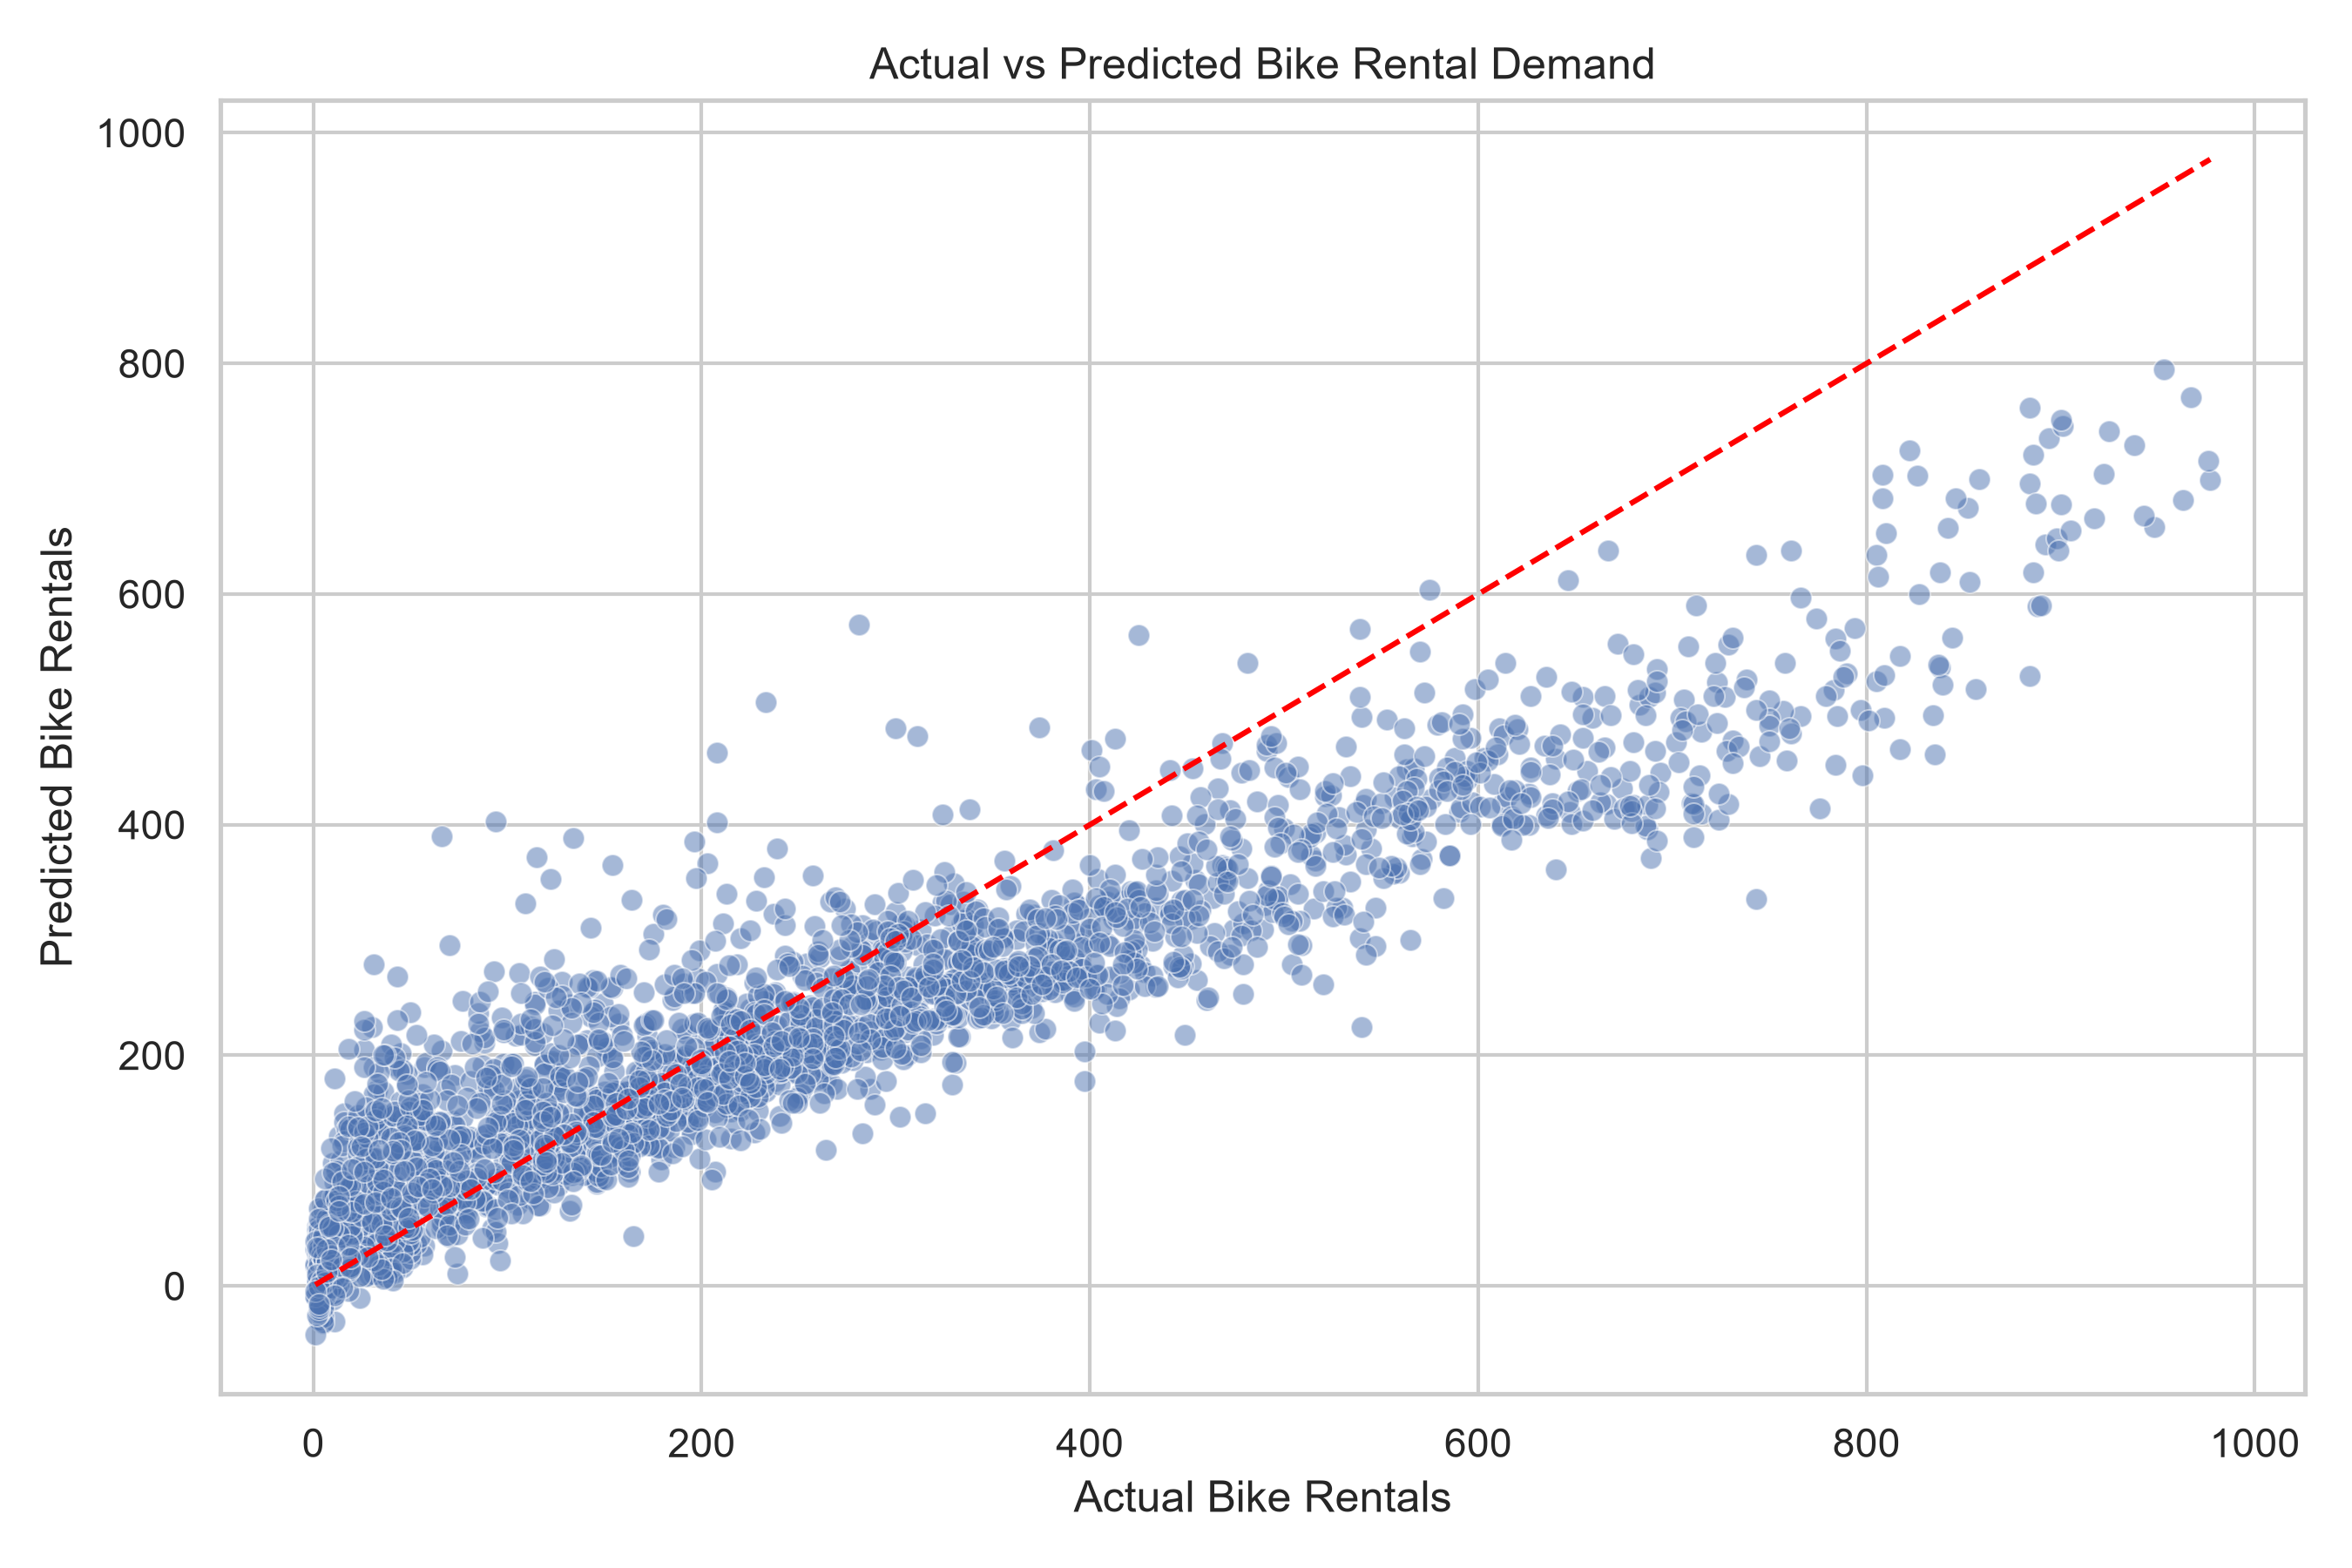 Actual vs Predicted Bike Rental Demand
1000
800
600
400
200
0
Predicted Bike Rentals
0 200 400 600 800 1000
Actual Bike Rentals